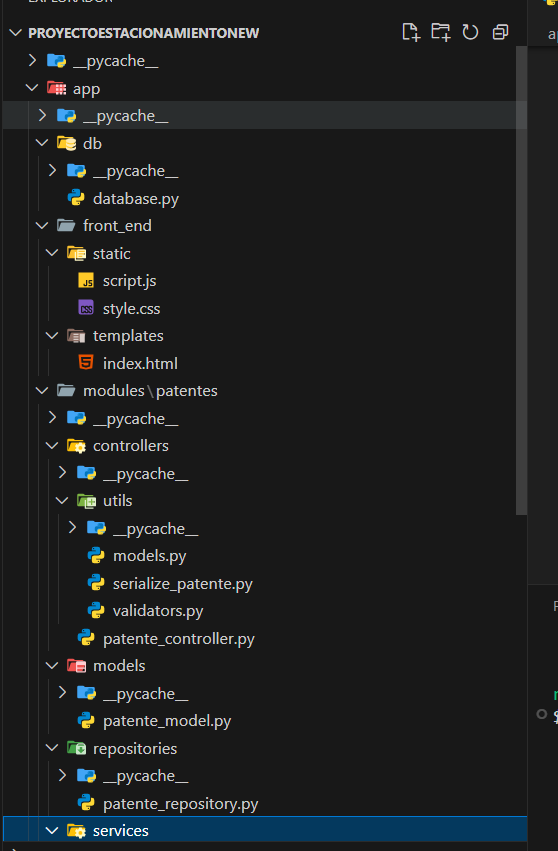 PROYECTOESTACIONAMIENTONEW
__pycache__
app
__pycache__
db
__pycache__
database.py
front_end
static
script.js
style.css
templates
index.html
modules\patentes
__pycache__
controllers
__pycache__
utils
__pycache__
models.py
serialize_patente.py
validators.py
patente_controller.py
models
__pycache__
patente_model.py
repositories
__pycache__
patente_repository.py
services